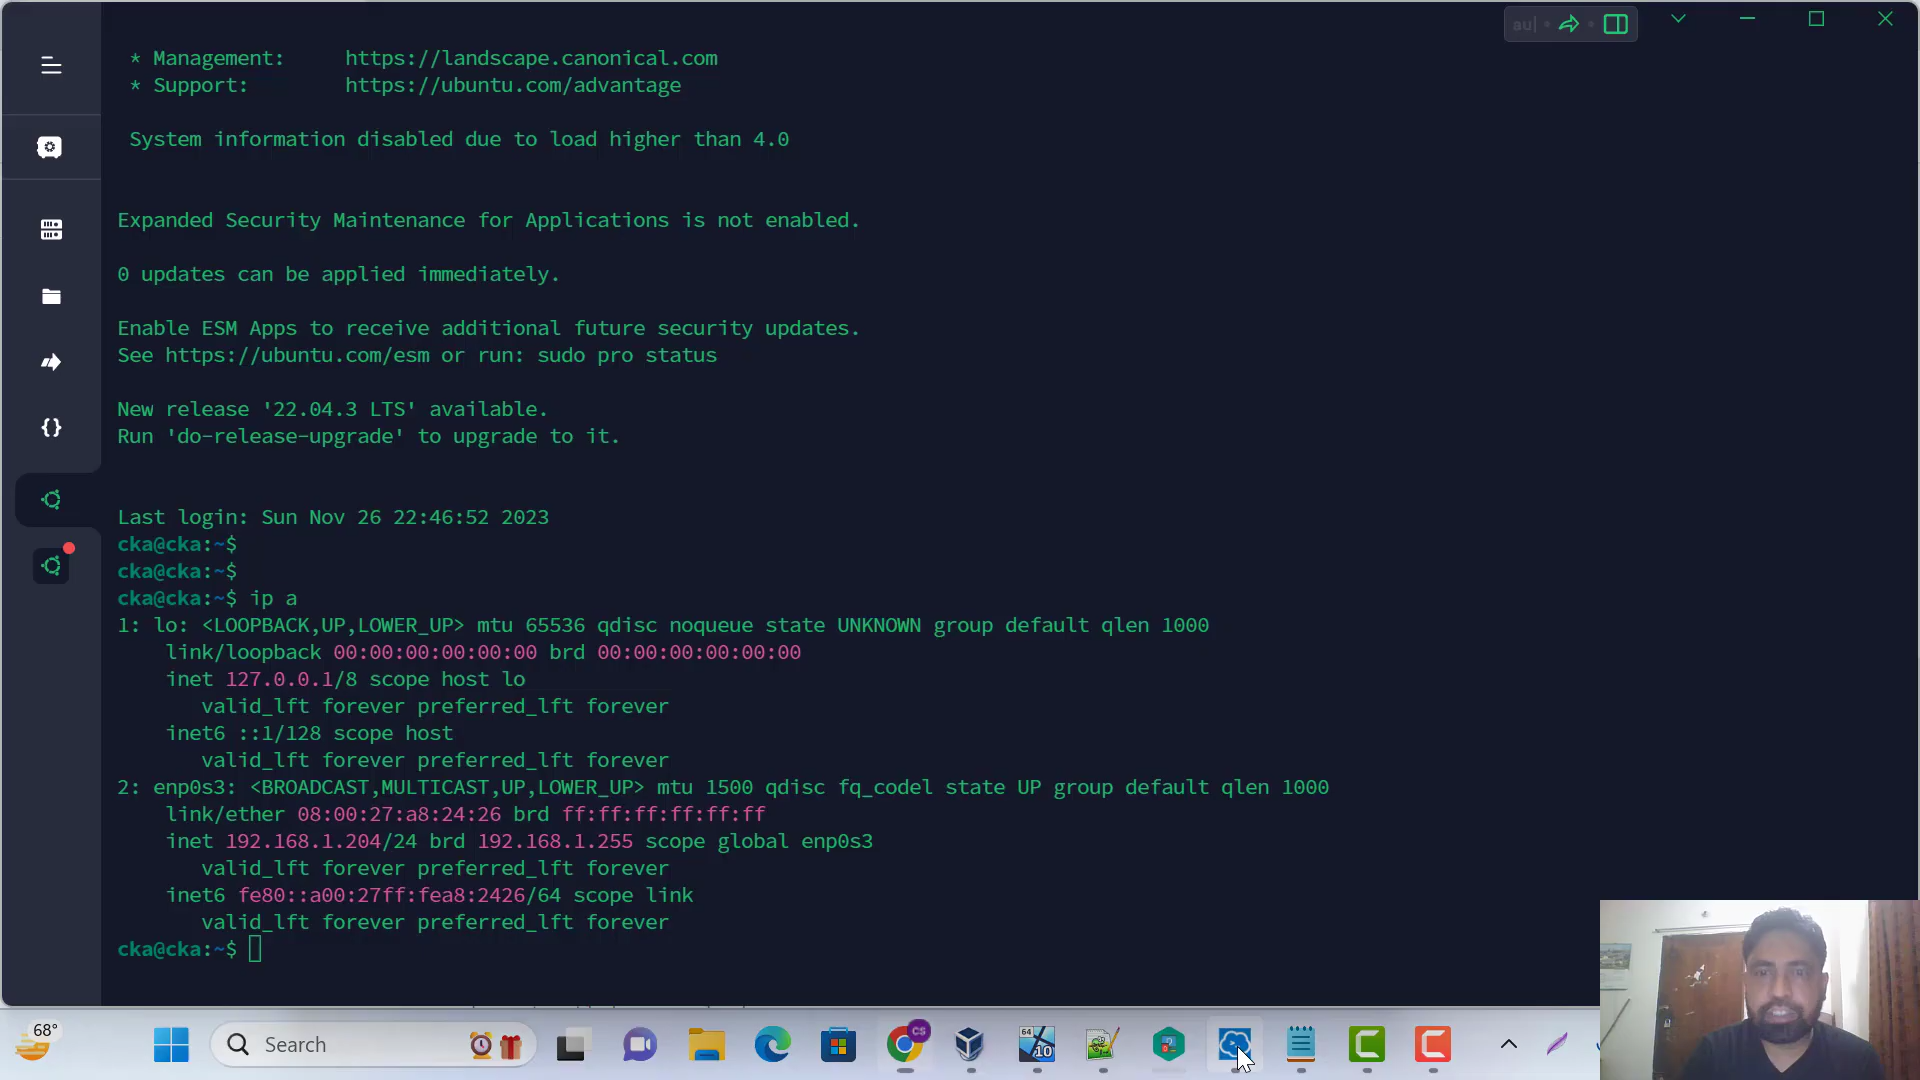 au|
* Management: https://landscape.canonical.com
* Support: https://ubuntu.com/advantage
System information disabled due to load higher than 4.0
Expanded Security Maintenance for Applications is not enabled.
0 updates can be applied immediately.
Enable ESM Apps to receive additional future security updates.
See https://ubuntu.com/esm or run: sudo pro status
New release '22.04.3 LTS' available.
Run 'do-release-upgrade' to upgrade to it.
Last login: Sun Nov 26 22:46:52 2023
cka@cka:~$
cka@cka:~$
cka@cka:~$ ip a
1: lo: <LOOPBACK,UP,LOWER_UP> mtu 65536 qdisc noqueue state UNKNOWN group default qlen 1000
link/loopback 00:00:00:00:00:00 brd 00:00:00:00:00:00
inet 127.0.0.1/8 scope host lo
valid_lft forever preferred_lft forever
inet6 ::1/128 scope host
valid_lft forever preferred_lft forever
2: enp0s3: <BROADCAST,MULTICAST,UP,LOWER_UP> mtu 1500 qdisc fq_codel state UP group default qlen 1000
link/ether 08:00:27:a8:24:26 brd ff:ff:ff:ff:ff:ff
inet 192.168.1.204/24 brd 192.168.1.255 scope global enp0s3
valid_lft forever preferred_lft forever
inet6 fe80::a00:27ff:fea8:2426/64 scope link
valid_lft forever preferred_lft forever
cka@cka:~$
68°
Search
CS
64
10